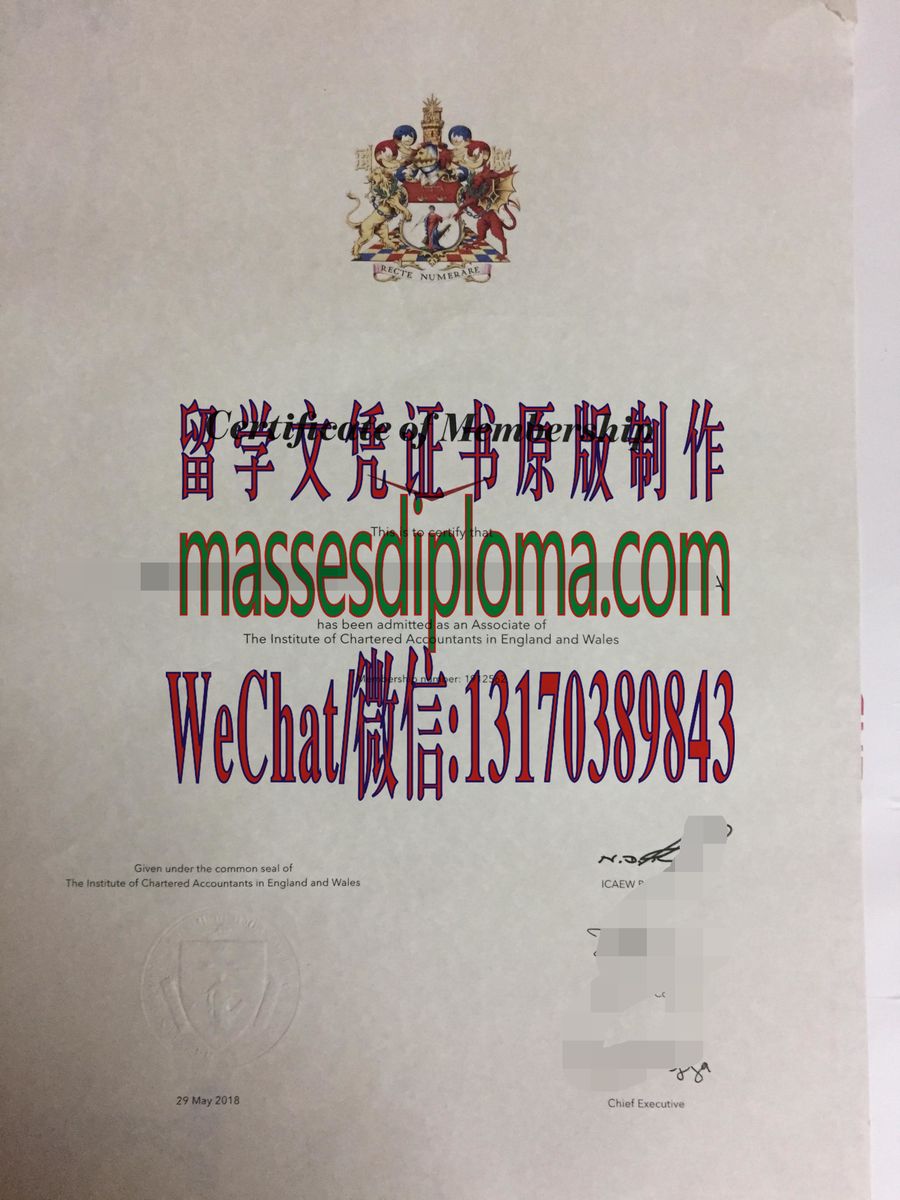 RECTE NUMERARE
Certificate of Membership
留学文凭证书原版制作
This is to certify that
massesdiploma.com
has been admitted as an Associate of
The Institute of Chartered Accountants in England and Wales
Membership number:
WeChat/微信:13170389843
Given under the common seal of
The Institute of Chartered Accountants in England and Wales
ICAEW
29 May 2018
Chief Executive